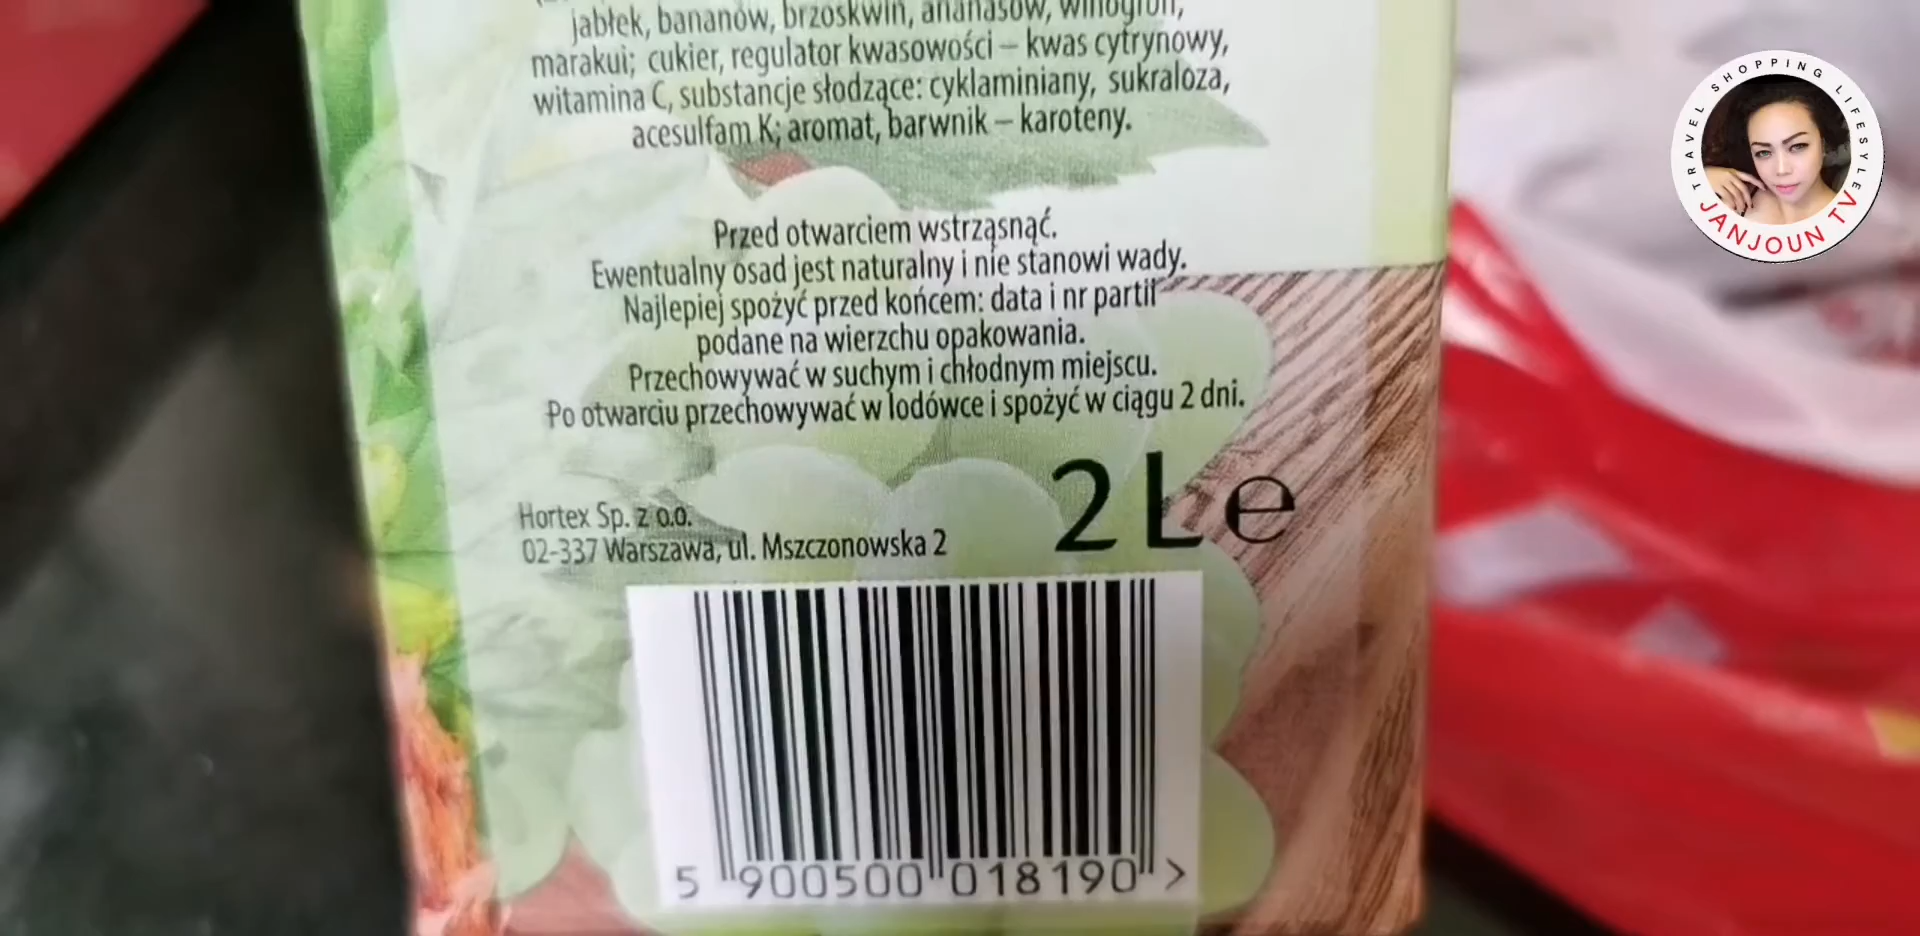 jabłek, bananów, brzoskwiń, ananasów, winogron,
marakui; cukier, regulator kwasowości – kwas cytrynowy,
witamina C, substancje słodzące: cyklaminiany, sukraloza,
acesulfam K; aromat, barwnik – karoteny.
Przed otwarciem wstrząsnąć.
Ewentualny osad jest naturalny i nie stanowi wady.
Najlepiej spożyć przed końcem: data i nr partii
podane na wierzchu opakowania.
Przechowywać w suchym i chłodnym miejscu.
Po otwarciu przechowywać w lodówce i spożyć w ciągu 2 dni.
2 L e
Hortex Sp. z o.o.
02-337 Warszawa, ul. Mszczonowska 2
5 900500 018190 >
TRAVEL SHOPPING LIFESYLE
JANJOUN TV